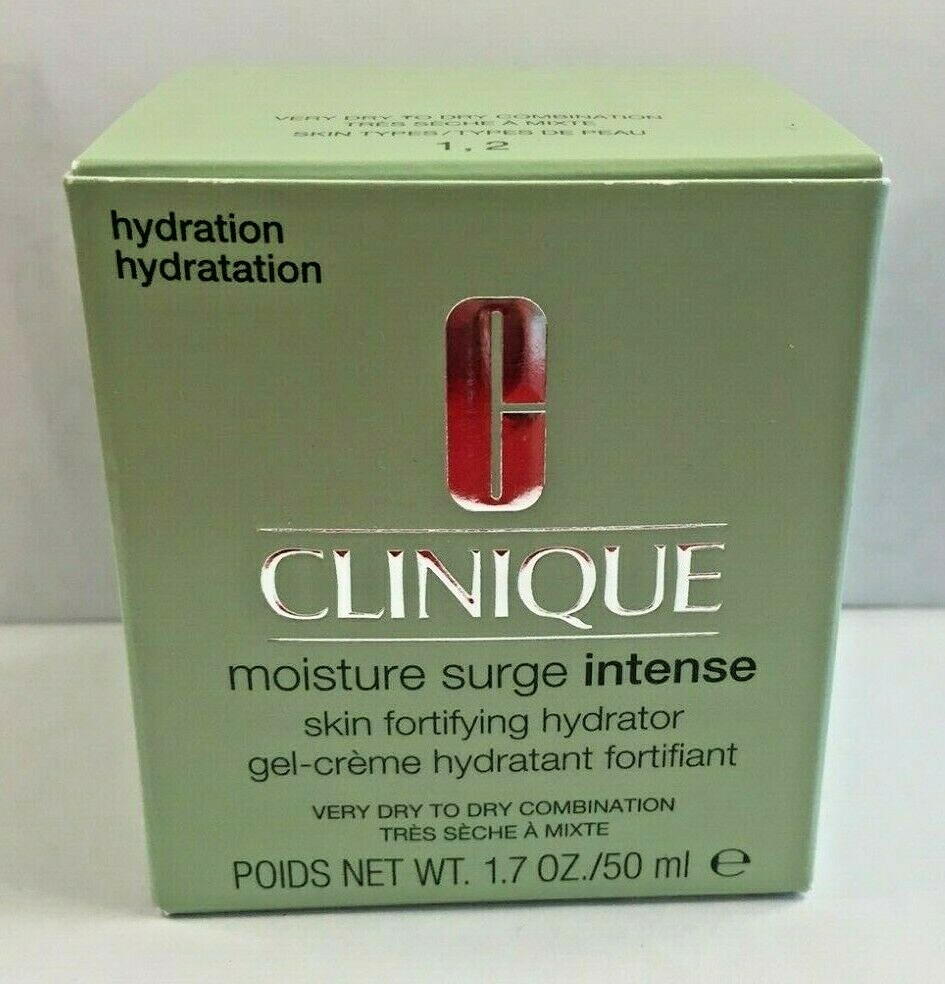 VERY DRY TO DRY COMBINATION
TRÈS SÈCHE À MIXTE
SKIN TYPES/TYPES DE PEAU
1, 2
hydration
hydratation
C
CLINIQUE
moisture surge intense
skin fortifying hydrator
gel-crème hydratant fortifiant
VERY DRY TO DRY COMBINATION
TRÈS SÈCHE À MIXTE
POIDS NET WT. 1.7 OZ./50 ml ℮